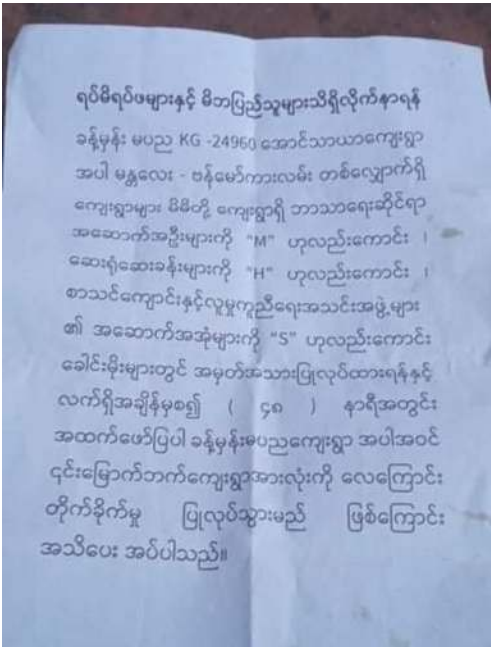 ရပ်မိရပ်ဖများနှင့် မိဘပြည်သူများသိရှိလိုက်နာရန်
ခန့်မှန်း မပည KG -24960 အောင်သာယာကျေးရွာ
အပါ မန္တလေး - ဗန်မော်ကားလမ်း တစ်လျှောက်ရှိ
ကျေးရွာများ မိမိတို့ ကျေးရွာရှိ ဘာသာရေးဆိုင်ရာ
အဆောက်အဦးများကို "M" ဟုလည်းကောင်း ၊
ဆေးရုံဆေးခန်းများကို "H" ဟုလည်းကောင်း ၊
စာသင်ကျောင်းနှင့်လူမှုကူညီရေးအသင်းအဖွဲ့များ
၏ အဆောက်အအုံများကို "S" ဟုလည်းကောင်း
ခေါင်မိုးများတွင် အမှတ်အသားပြုလုပ်ထားရန်နှင့်
လက်ရှိအချိန်မှစ၍ ( ၄၈ ) နာရီအတွင်း
အထက်ဖော်ပြပါ ခန့်မှန်းမပညကျေးရွာ အပါအဝင်
၎င်းမြောက်ဘက်ကျေးရွာအားလုံးကို လေကြောင်း
တိုက်ခိုက်မှု ပြုလုပ်သွားမည် ဖြစ်ကြောင်း
အသိပေး အပ်ပါသည်။